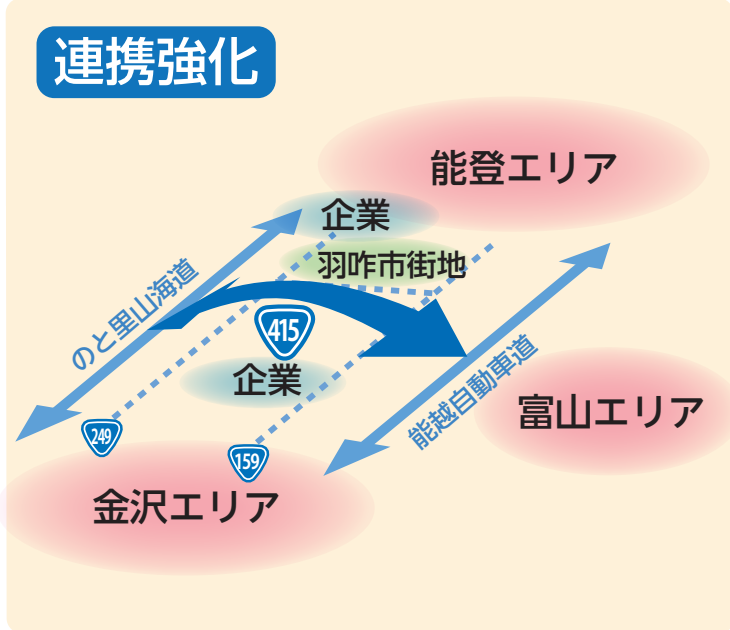 連携強化
能登エリア
企業
羽咋市街地
のと里山海道
415
企業
能越自動車道
富山エリア
249
159
金沢エリア